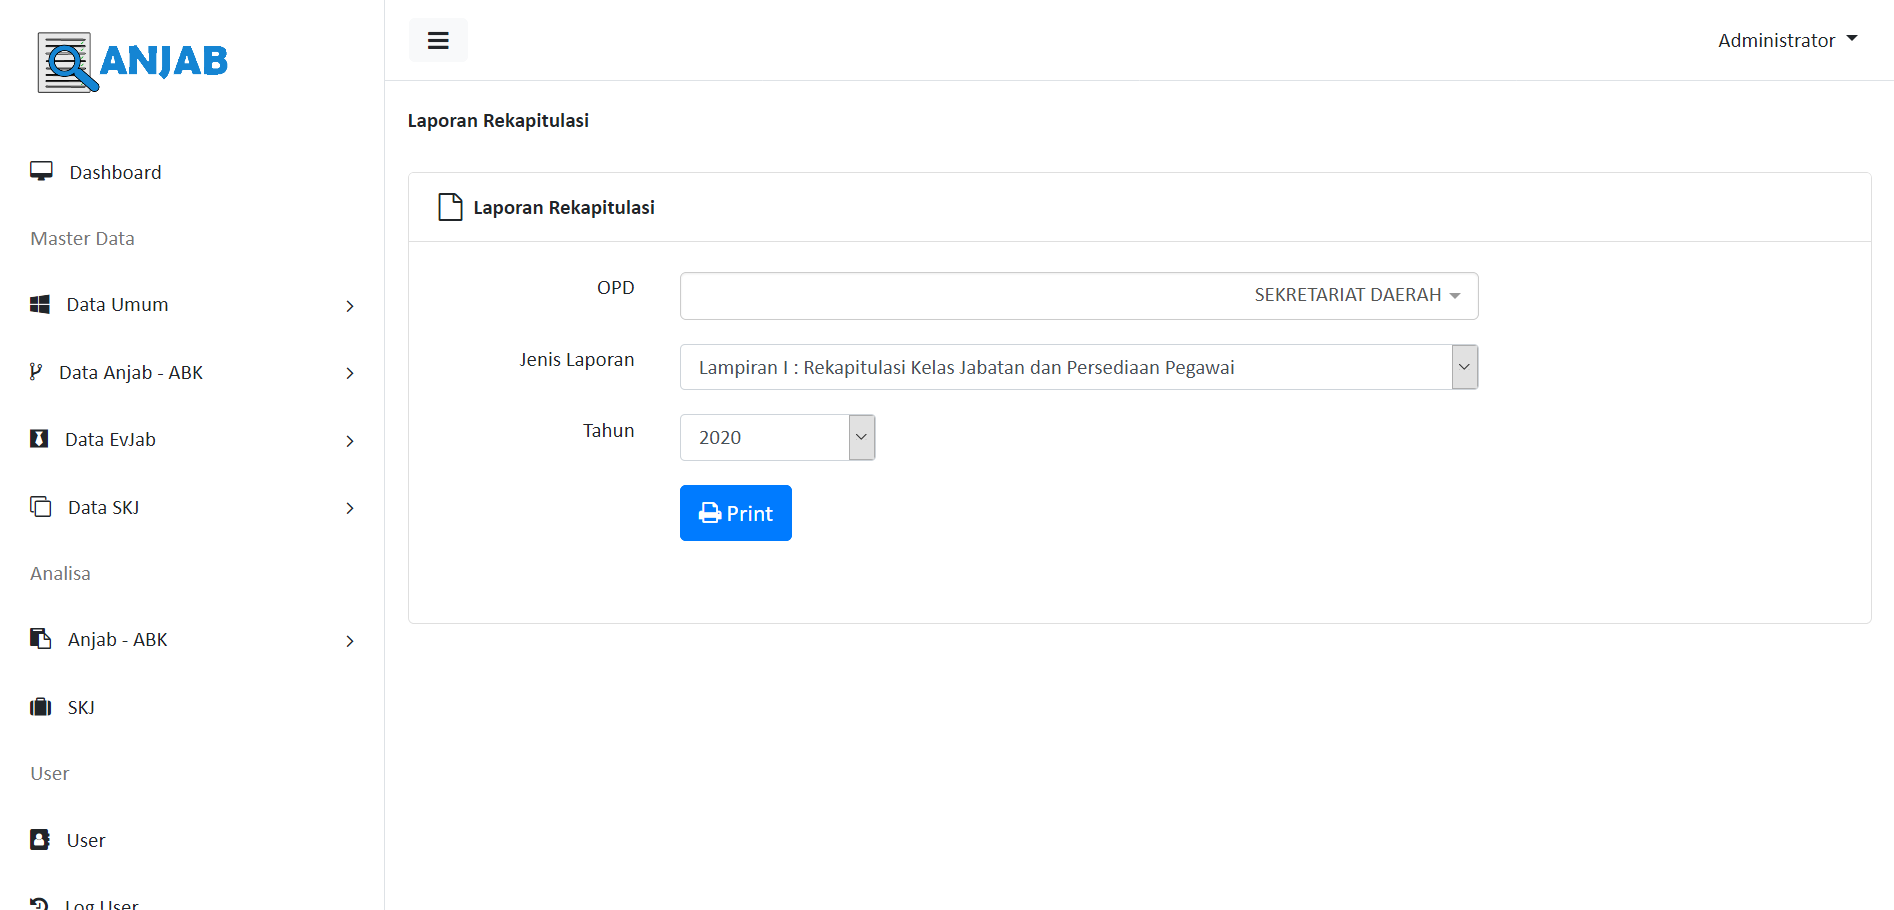 ANJAB
Administrator
Dashboard
Master Data
Data Umum
Data Anjab - ABK
Data EvJab
Data SKJ
Analisa
Anjab - ABK
SKJ
User
User
Log User
Laporan Rekapitulasi
Laporan Rekapitulasi
OPD
SEKRETARIAT DAERAH
Jenis Laporan
Lampiran I : Rekapitulasi Kelas Jabatan dan Persediaan Pegawai
Tahun
2020
Print